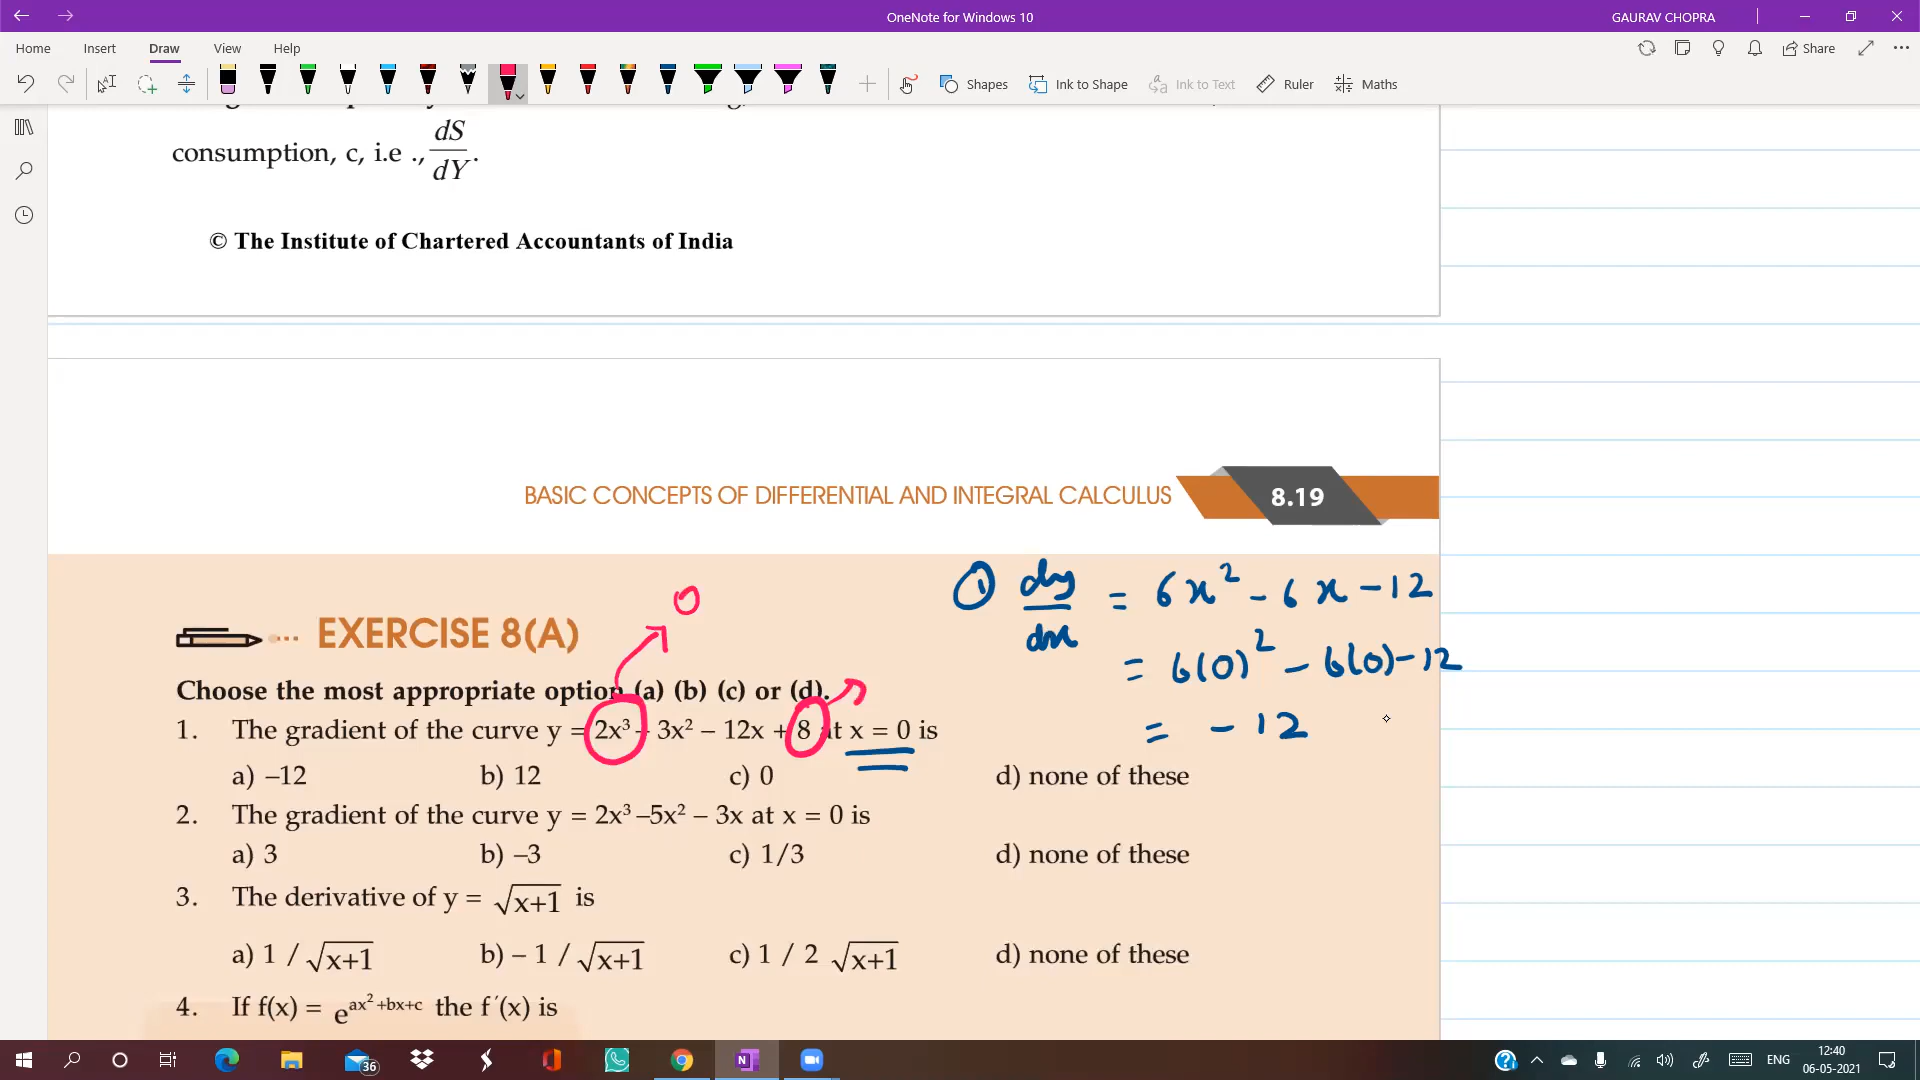 OneNote for Windows 10
GAURAV CHOPRA
Home Insert Draw View Help
Share
Shapes Ink to Shape Ink to Text Ruler Maths
consumption, c, i.e ., dS/dY.
© The Institute of Chartered Accountants of India
BASIC CONCEPTS OF DIFFERENTIAL AND INTEGRAL CALCULUS 8.19
EXERCISE 8(A)
0
① dy/dx = 6x² - 6x - 12
= 6(0)² - 6(0) - 12
= - 12
Choose the most appropriate option (a) (b) (c) or (d).
1. The gradient of the curve y = 2x³ – 3x² – 12x + 8 at x = 0 is
a) –12 b) 12 c) 0 d) none of these
2. The gradient of the curve y = 2x³ –5x² – 3x at x = 0 is
a) 3 b) –3 c) 1/3 d) none of these
3. The derivative of y = √x+1 is
a) 1 / √x+1 b) – 1 / √x+1 c) 1 / 2 √x+1 d) none of these
4. If f(x) = e^ax²+bx+c the f´(x) is
36
ENG
12:40
06-05-2021